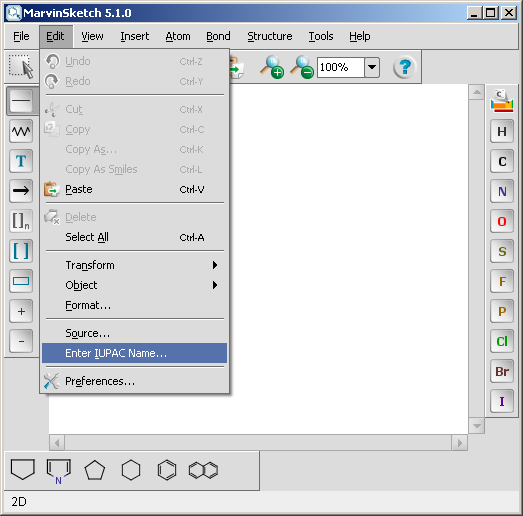 MarvinSketch 5.1.0
File Edit View Insert Atom Bond Structure Tools Help
Undo Ctrl-Z
100%
Redo Ctrl-Y
Cut Ctrl-X
Copy Ctrl-C
Copy As... Ctrl-K
Copy As Smiles Ctrl-L
Paste Ctrl-V
Delete
Select All Ctrl-A
Transform
Object
Format...
Source...
Enter IUPAC Name...
Preferences...
T
[ ]n
[ ]
+
-
C
H
C
N
O
S
F
P
Cl
Br
I
N
2D